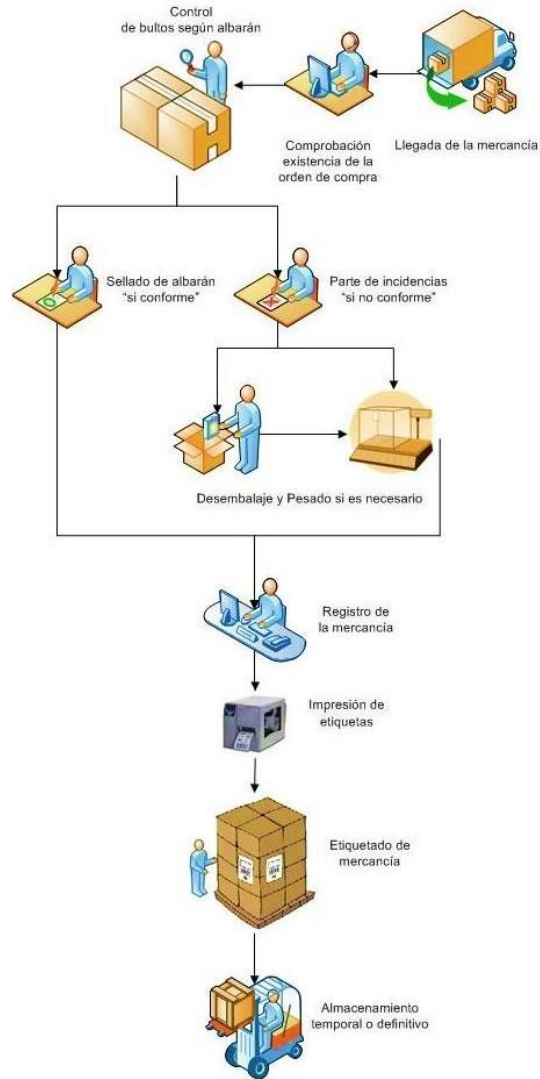 Control
de bultos según albarán
Comprobación
existencia de la
orden de compra
Llegada de la mercancía
Sellado de albarán
"si conforme"
Parte de incidencias
"si no conforme"
Desembalaje y Pesado si es necesario
Registro de
la mercancía
Impresión de
etiquetas
Etiquetado de
mercancía
Almacenamiento
temporal o definitivo